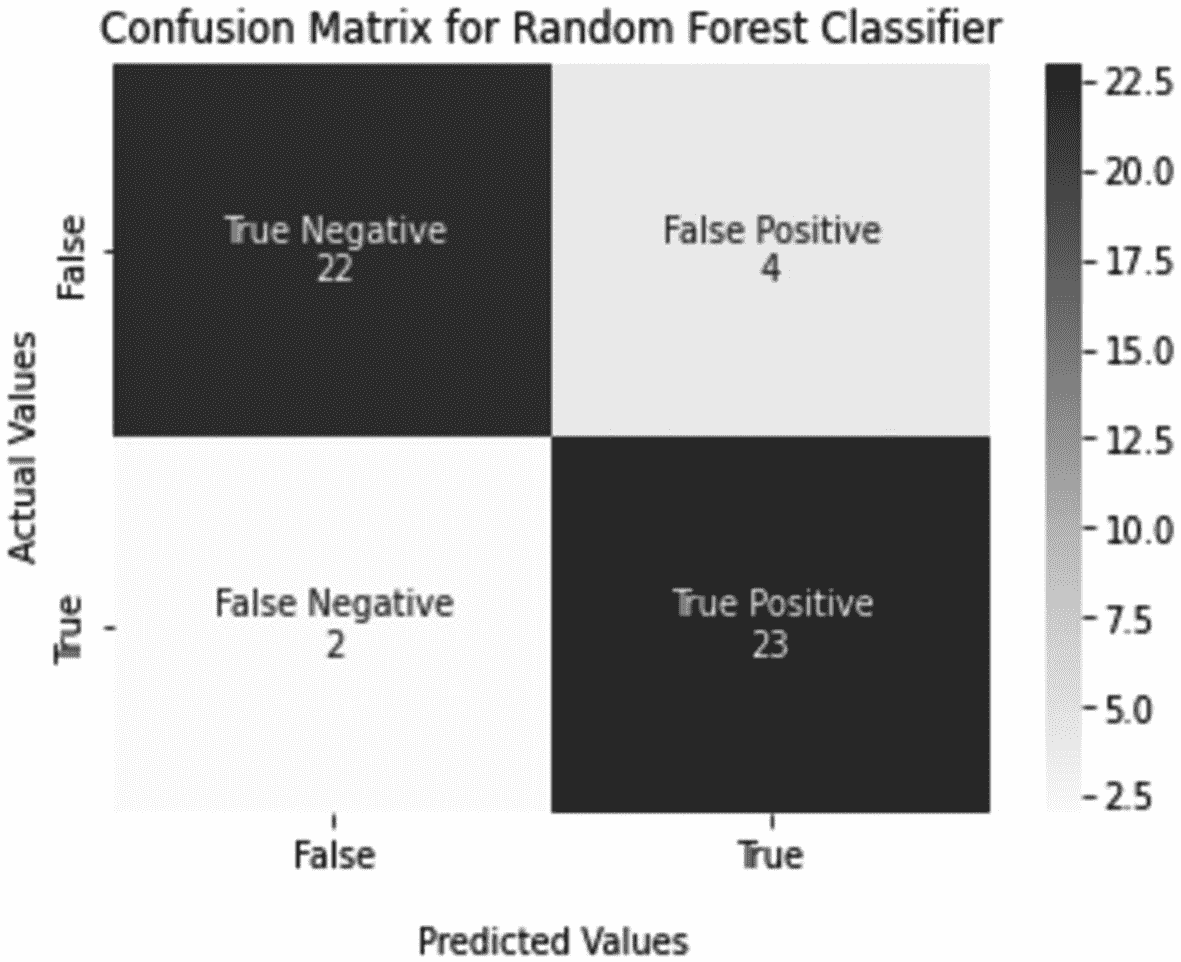 Confusion Matrix for Random Forest Classifier
True Negative
22
False Positive
4
False Negative
2
True Positive
23
False
True
Actual Values
False
True
Predicted Values
22.5
20.0
17.5
15.0
12.5
10.0
7.5
5.0
2.5